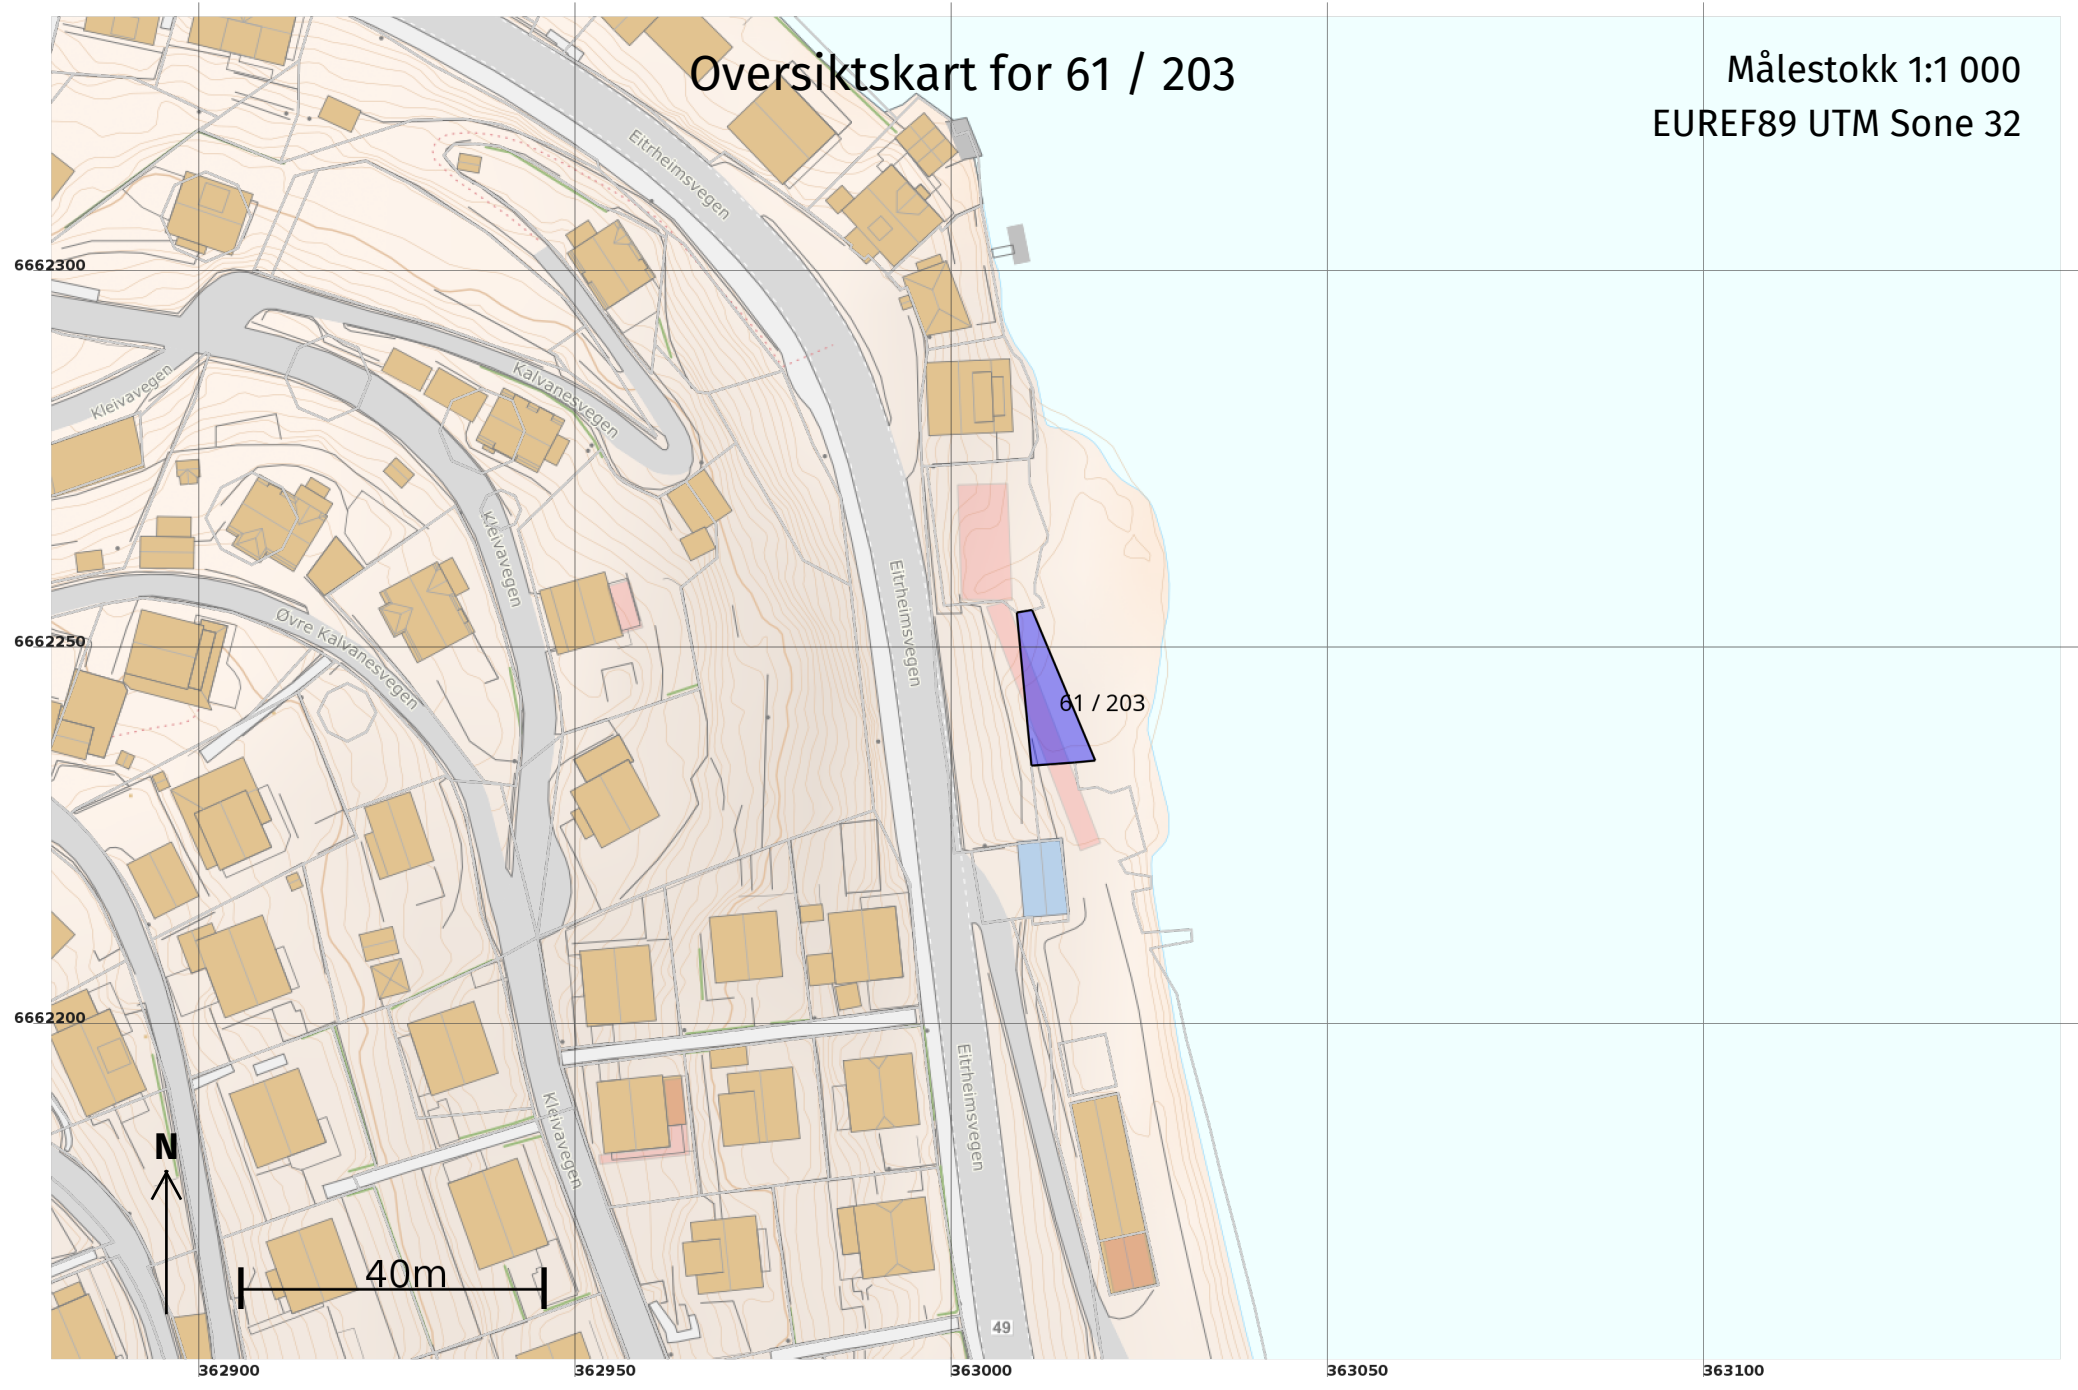 Oversiktskart for 61 / 203
Målestokk 1:1 000
EUREF89 UTM Sone 32
Eitrheimsvegen
6662300
Kleivavegen
Kalvanesvegen
Kleivavegen
Eitrheimsvegen
Øvre Kalvanesvegen
6662250
61 / 203
6662200
Eitrheimsvegen
Kleivavegen
N
40m
49
362900
362950
363000
363050
363100